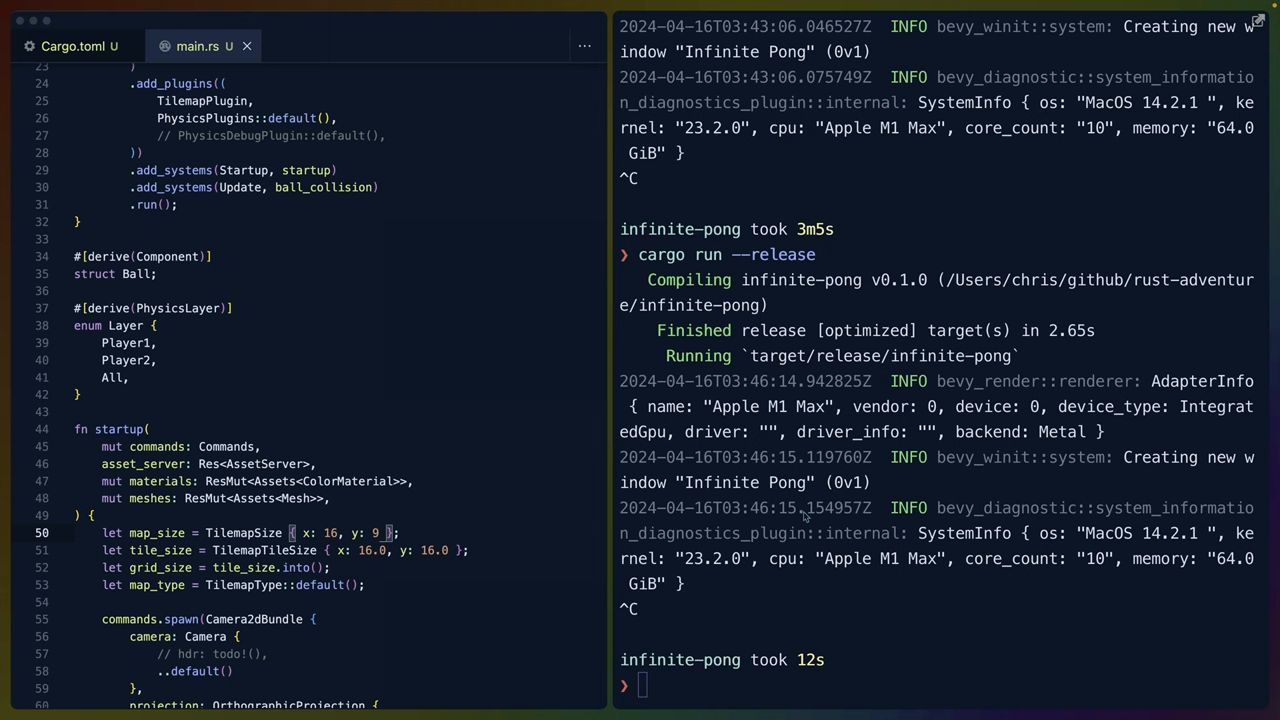 Cargo.toml U
main.rs U
23 )
24 .add_plugins((
25 TilemapPlugin,
26 PhysicsPlugins::default(),
27 // PhysicsDebugPlugin::default(),
28 ))
29 .add_systems(Startup, startup)
30 .add_systems(Update, ball_collision)
31 .run();
32 }
33
34 #[derive(Component)]
35 struct Ball;
36
37 #[derive(PhysicsLayer)]
38 enum Layer {
39 Player1,
40 Player2,
41 All,
42 }
43
44 fn startup(
45 mut commands: Commands,
46 asset_server: Res<AssetServer>,
47 mut materials: ResMut<Assets<ColorMaterial>>,
48 mut meshes: ResMut<Assets<Mesh>>,
49 ) {
50 let map_size = TilemapSize { x: 16, y: 9 };
51 let tile_size = TilemapTileSize { x: 16.0, y: 16.0 };
52 let grid_size = tile_size.into();
53 let map_type = TilemapType::default();
54
55 commands.spawn(Camera2dBundle {
56 camera: Camera {
57 // hdr: todo!(),
58 ..default()
59 },
60 projection: OrthographicProjection {
2024-04-16T03:43:06.046527Z INFO bevy_winit::system: Creating new w
indow "Infinite Pong" (0v1)
2024-04-16T03:43:06.075749Z INFO bevy_diagnostic::system_informatio
n_diagnostics_plugin::internal: SystemInfo { os: "MacOS 14.2.1 ", ke
rnel: "23.2.0", cpu: "Apple M1 Max", core_count: "10", memory: "64.0
GiB" }
^C
infinite-pong took 3m5s
❯ cargo run --release
Compiling infinite-pong v0.1.0 (/Users/chris/github/rust-adventur
e/infinite-pong)
Finished release [optimized] target(s) in 2.65s
Running `target/release/infinite-pong`
2024-04-16T03:46:14.942825Z INFO bevy_render::renderer: AdapterInfo
{ name: "Apple M1 Max", vendor: 0, device: 0, device_type: Integrat
edGpu, driver: "", driver_info: "", backend: Metal }
2024-04-16T03:46:15.119760Z INFO bevy_winit::system: Creating new w
indow "Infinite Pong" (0v1)
2024-04-16T03:46:15.154957Z INFO bevy_diagnostic::system_informatio
n_diagnostics_plugin::internal: SystemInfo { os: "MacOS 14.2.1 ", ke
rnel: "23.2.0", cpu: "Apple M1 Max", core_count: "10", memory: "64.0
GiB" }
^C
infinite-pong took 12s
❯